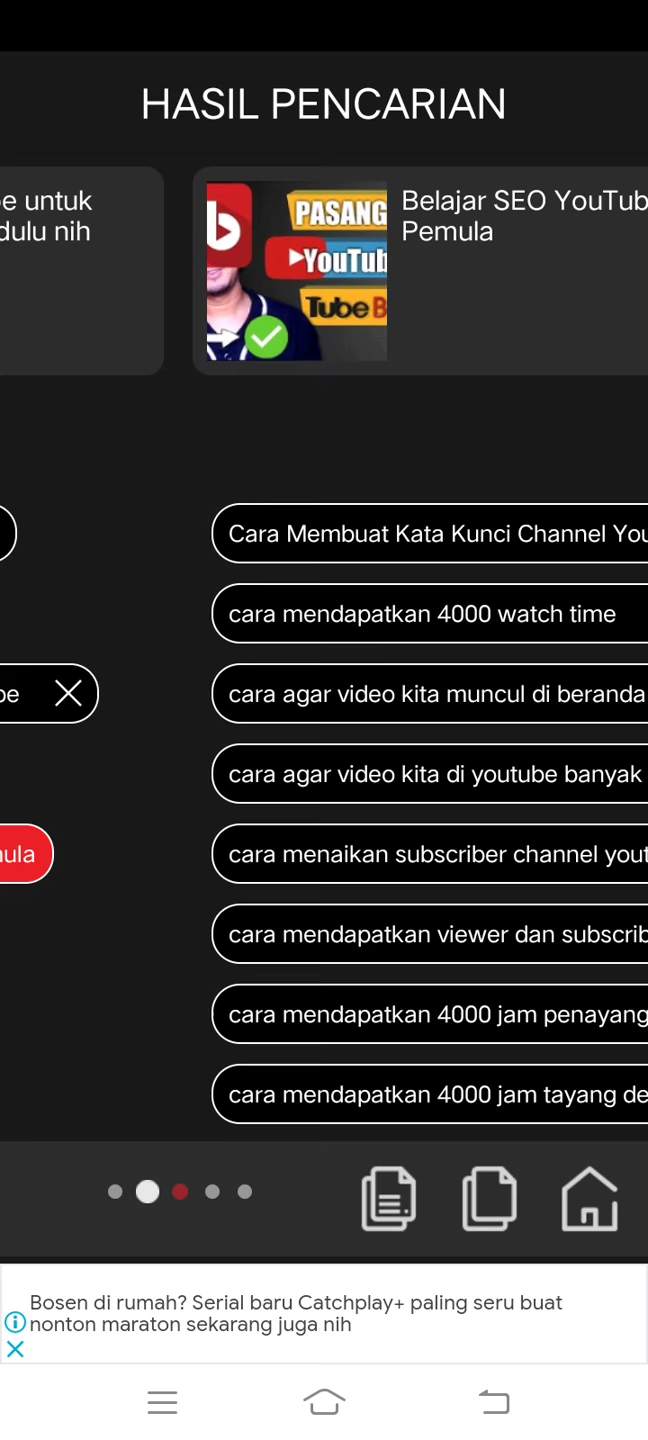 HASIL PENCARIAN
e untuk
dulu nih
PASANG
YouTub
Tube B
Belajar SEO YouTub
Pemula
Cara Membuat Kata Kunci Channel You
cara mendapatkan 4000 watch time
be
cara agar video kita muncul di beranda
cara agar video kita di youtube banyak
ula
cara menaikan subscriber channel yout
cara mendapatkan viewer dan subscrib
cara mendapatkan 4000 jam penayang
cara mendapatkan 4000 jam tayang de
Bosen di rumah? Serial baru Catchplay+ paling seru buat
nonton maraton sekarang juga nih